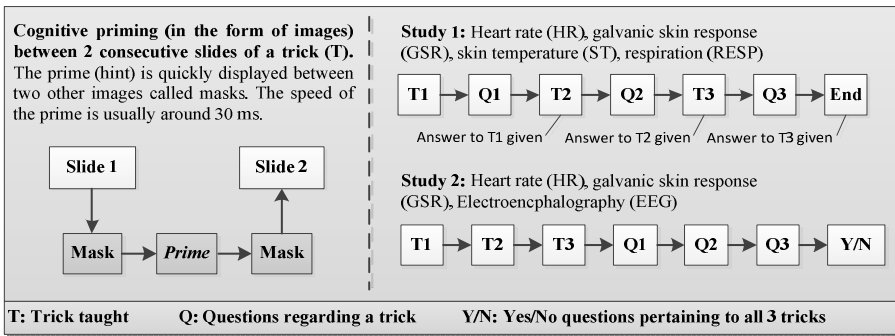 Cognitive priming (in the form of images)
between 2 consecutive slides of a trick (T).
The prime (hint) is quickly displayed between
two other images called masks. The speed of
the prime is usually around 30 ms.
Slide 1
Slide 2
Mask
Prime
Mask
Study 1: Heart rate (HR), galvanic skin response
(GSR), skin temperature (ST), respiration (RESP)
T1
Q1
T2
Q2
T3
Q3
End
Answer to T1 given
Answer to T2 given
Answer to T3 given
Study 2: Heart rate (HR), galvanic skin response
(GSR), Electroencphalography (EEG)
T1
T2
T3
Q1
Q2
Q3
Y/N
T: Trick taught
Q: Questions regarding a trick
Y/N: Yes/No questions pertaining to all 3 tricks